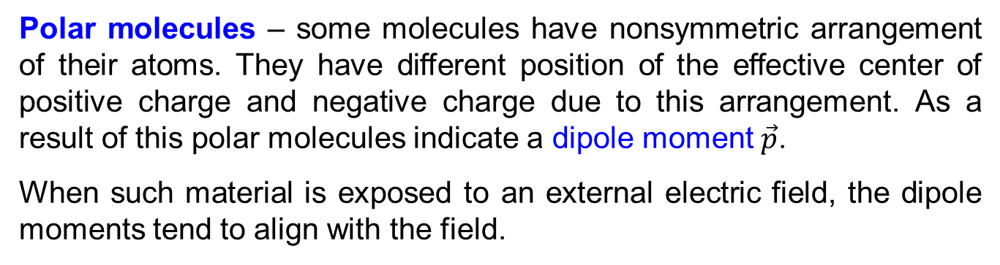 Polar molecules – some molecules have nonsymmetric arrangement
of their atoms. They have different position of the effective center of
positive charge and negative charge due to this arrangement. As a
result of this polar molecules indicate a dipole moment p⃗.
When such material is exposed to an external electric field, the dipole
moments tend to align with the field.